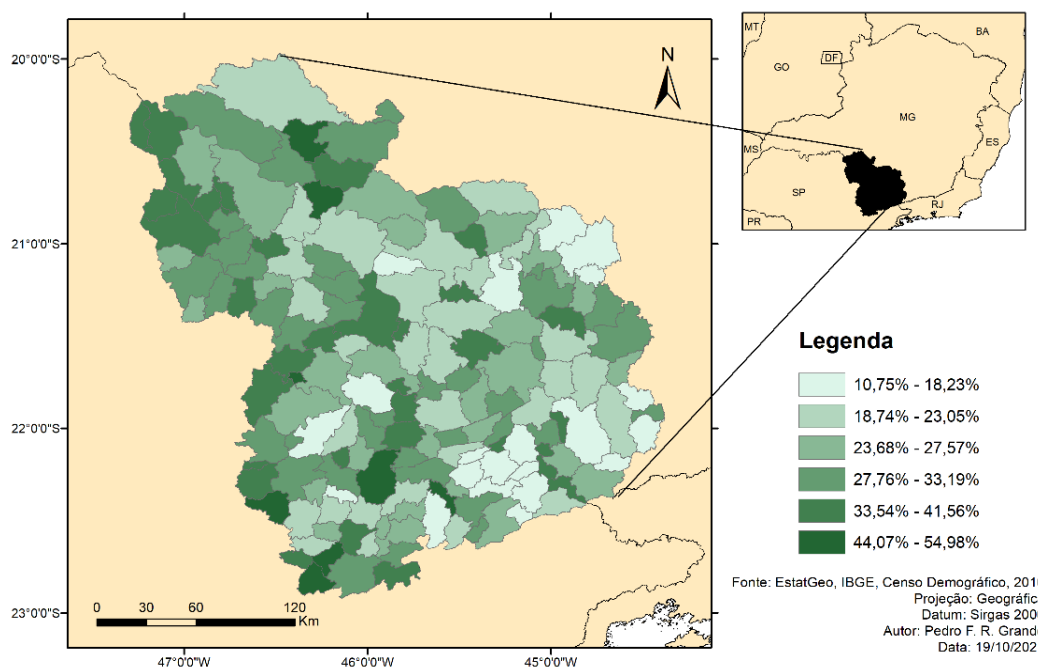 20°0'0"S
21°0'0"S
22°0'0"S
23°0'0"S
47°0'0"W
46°0'0"W
45°0'0"W
N
0 30 60 120
Km
MT
BA
GO
DF
MG
MS
ES
SP
RJ
PR
Legenda
10,75% - 18,23%
18,74% - 23,05%
23,68% - 27,57%
27,76% - 33,19%
33,54% - 41,56%
44,07% - 54,98%
Fonte: EstatGeo, IBGE, Censo Demográfico, 201
Projeção: Geográfic
Datum: Sirgas 200
Autor: Pedro F. R. Grand
Data: 19/10/202